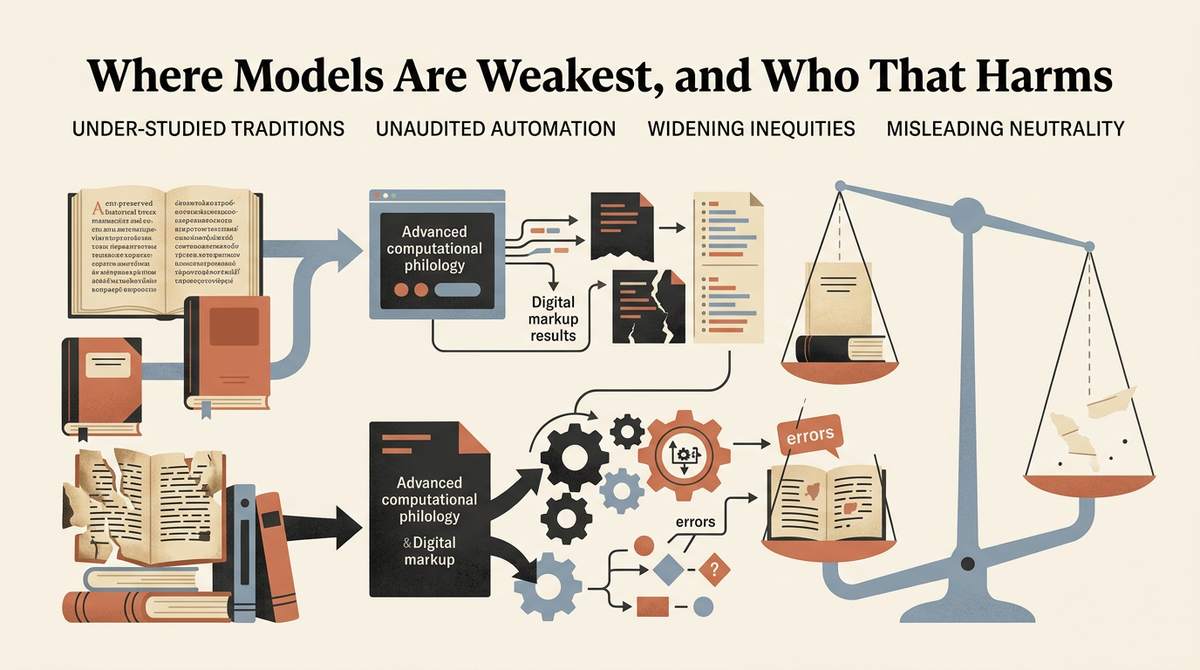 Where Models Are Weakest, and Who That Harms
UNDER-STUDIED TRADITIONS UNAUDITED AUTOMATION WIDENING INEQUITIES MISLEADING NEUTRALITY
Advanced
computational
philology
Digital
markup
results
Advanced
computational
philology
&Digital
markup
errors
errors
?